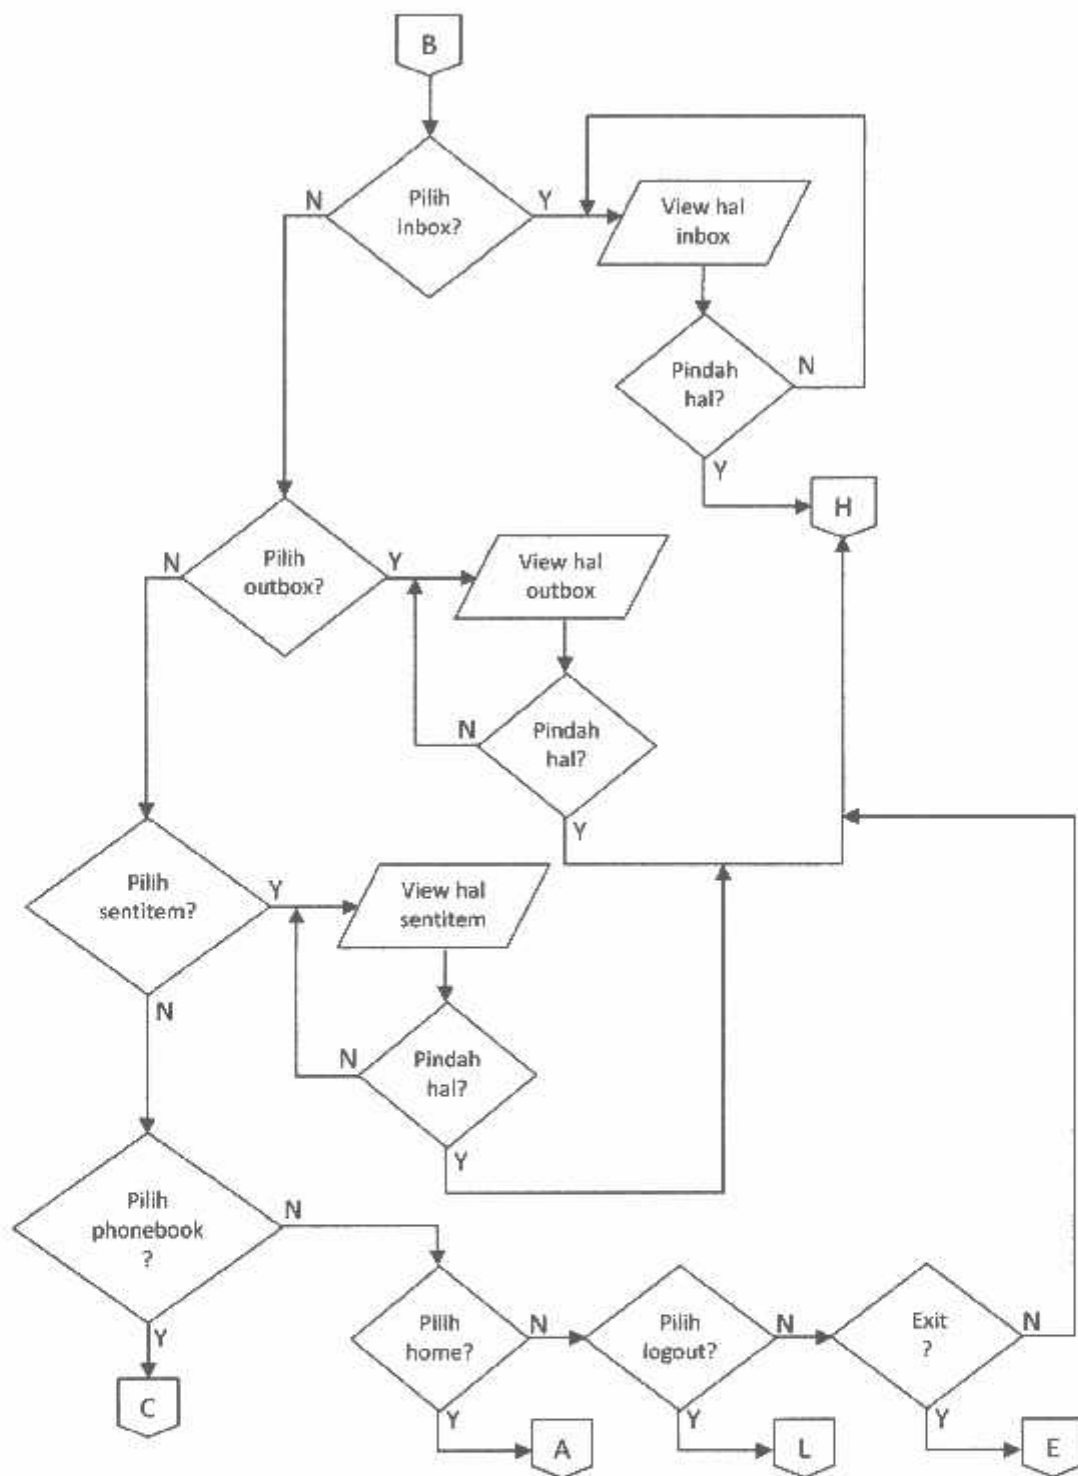 B
Pilih
inbox?
N
Y
View hal
inbox
Pindah
hal?
N
Y
H
Pilih
outbox?
N
Y
View hal
outbox
Pindah
hal?
N
Y
Pilih
sentitem?
Y
N
View hal
sentitem
Pindah
hal?
N
Y
Pilih
phonebook
?
N
Y
C
Pilih
home?
N
Y
A
Pilih
logout?
N
Y
L
Exit
?
N
Y
E